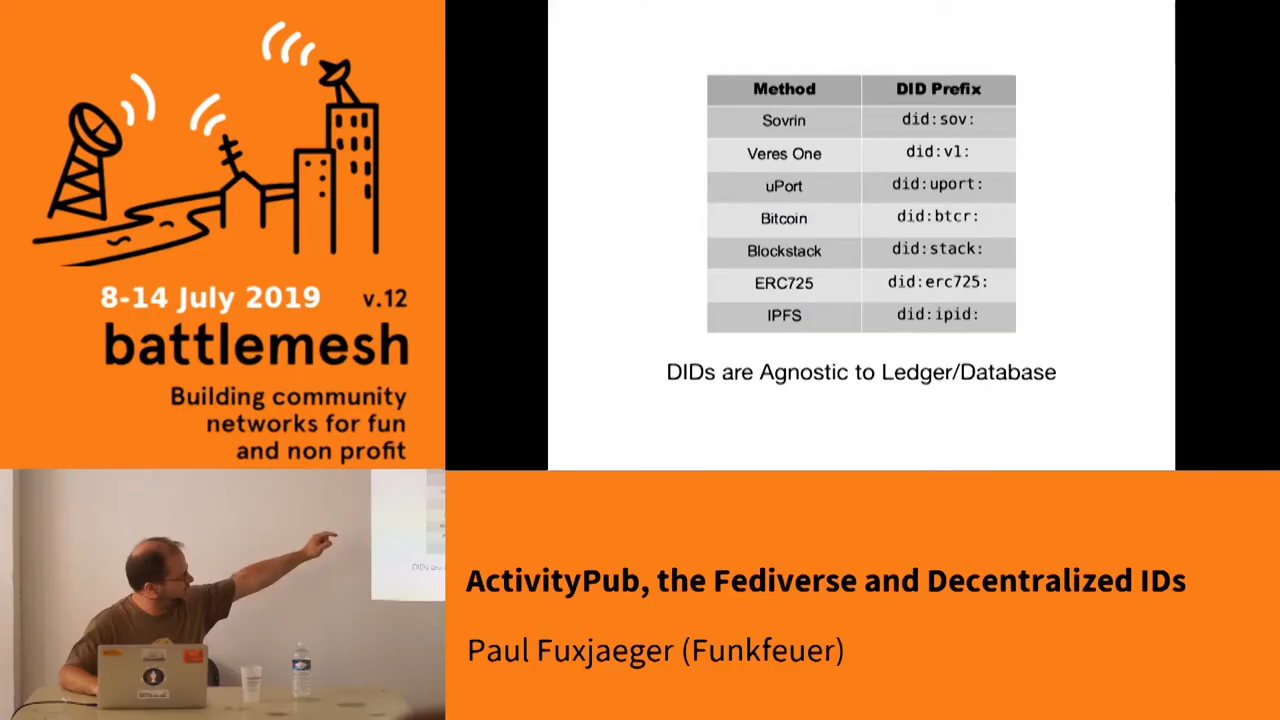 8-14 July 2019 v.12
battlemesh
Building community
networks for fun
and non profit
Method DID Prefix
Sovrin did:sov:
Veres One did:v1:
uPort did:uport:
Bitcoin did:btcr:
Blockstack did:stack:
ERC725 did:erc725:
IPFS did:ipid:
DIDs are Agnostic to Ledger/Database
DIDs are
ActivityPub, the Fediverse and Decentralized IDs
Paul Fuxjaeger (Funkfeuer)